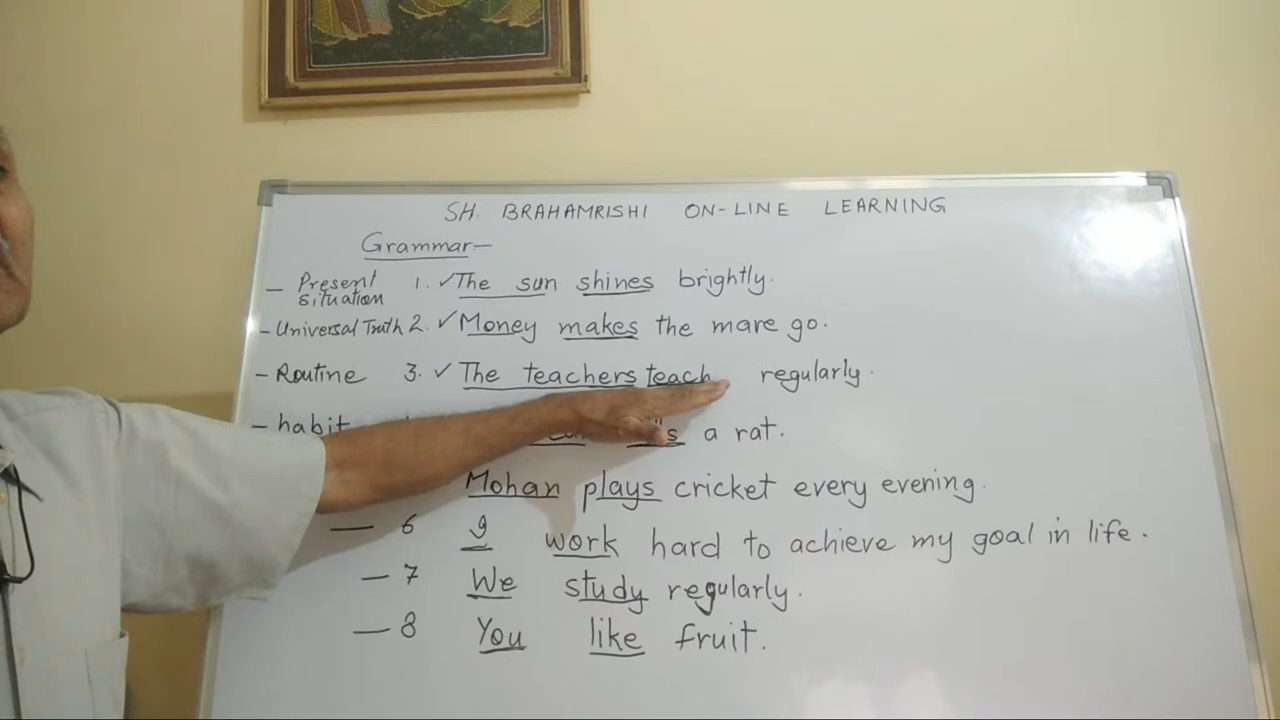 SH. BRAHAMRISHI ON-LINE LEARNING
Grammar—
— Present situation 1. ✓The sun shines brightly.
– Universal Truth 2. ✓Money makes the mare go.
– Routine 3. ✓ The teachers teach regularly.
– habit a rat.
Mohan plays cricket every evening.
— 6 I work hard to achieve my goal in life.
— 7 We study regularly.
— 8 You like fruit.